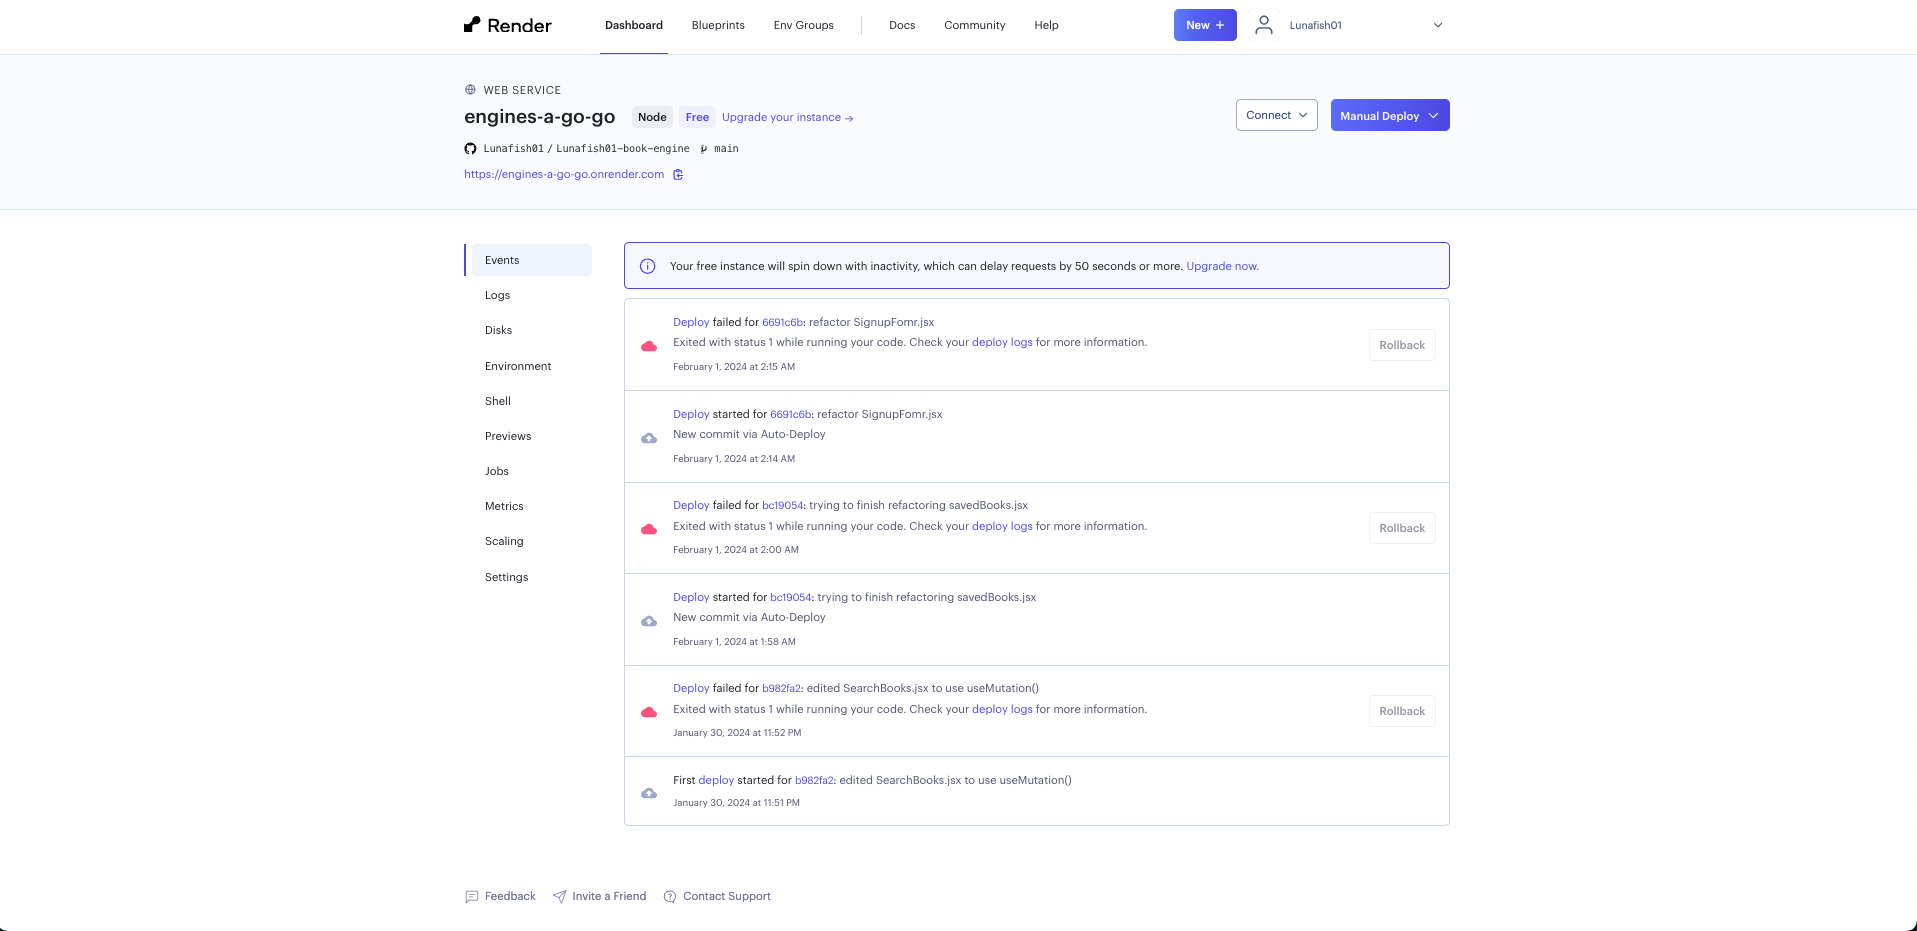 Render
Dashboard Blueprints Env Groups Docs Community Help New + Lunafish01
WEB SERVICE
engines-a-go-go Node Free Upgrade your instance →
Connect Manual Deploy
Lunafish01 / Lunafish01-book-engine main
https://engines-a-go-go.onrender.com
Events
Logs
Disks
Environment
Shell
Previews
Jobs
Metrics
Scaling
Settings
Your free instance will spin down with inactivity, which can delay requests by 50 seconds or more. Upgrade now.
Deploy failed for 6691c6b: refactor SignupFomr.jsx
Exited with status 1 while running your code. Check your deploy logs for more information.
February 1, 2024 at 2:15 AM
Rollback
Deploy started for 6691c6b: refactor SignupFomr.jsx
New commit via Auto-Deploy
February 1, 2024 at 2:14 AM
Deploy failed for bc19054: trying to finish refactoring savedBooks.jsx
Exited with status 1 while running your code. Check your deploy logs for more information.
February 1, 2024 at 2:00 AM
Rollback
Deploy started for bc19054: trying to finish refactoring savedBooks.jsx
New commit via Auto-Deploy
February 1, 2024 at 1:58 AM
Deploy failed for b982fa2: edited SearchBooks.jsx to use useMutation()
Exited with status 1 while running your code. Check your deploy logs for more information.
January 30, 2024 at 11:52 PM
Rollback
First deploy started for b982fa2: edited SearchBooks.jsx to use useMutation()
January 30, 2024 at 11:51 PM
Feedback Invite a Friend Contact Support